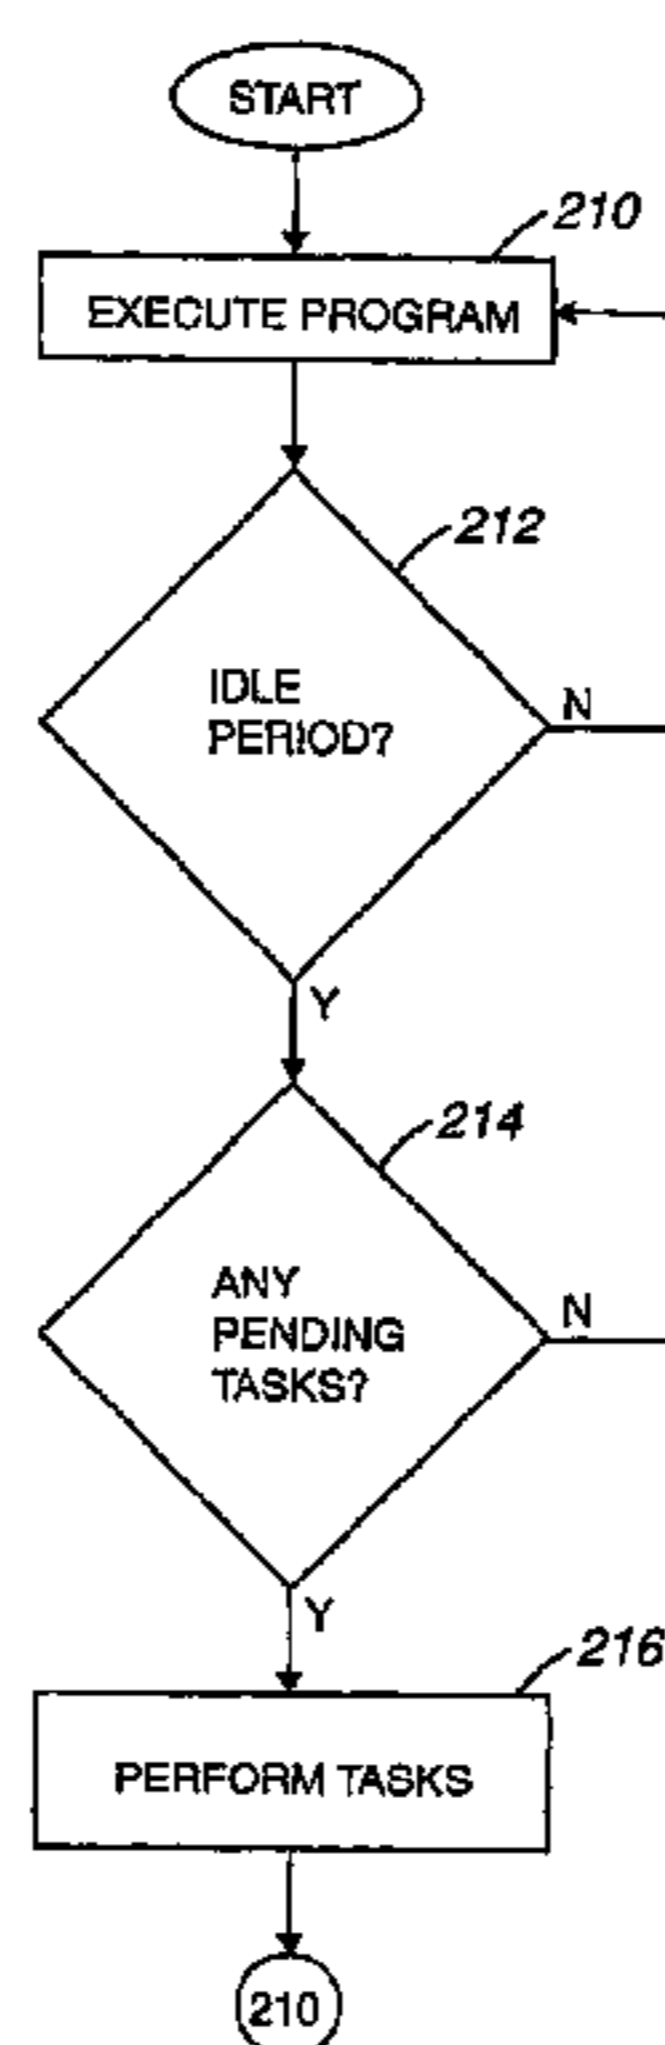 START
210
EXECUTE PROGRAM
212
IDLE
PERIOD?
N
Y
214
ANY
PENDING
TASKS?
N
Y
216
PERFORM TASKS
210